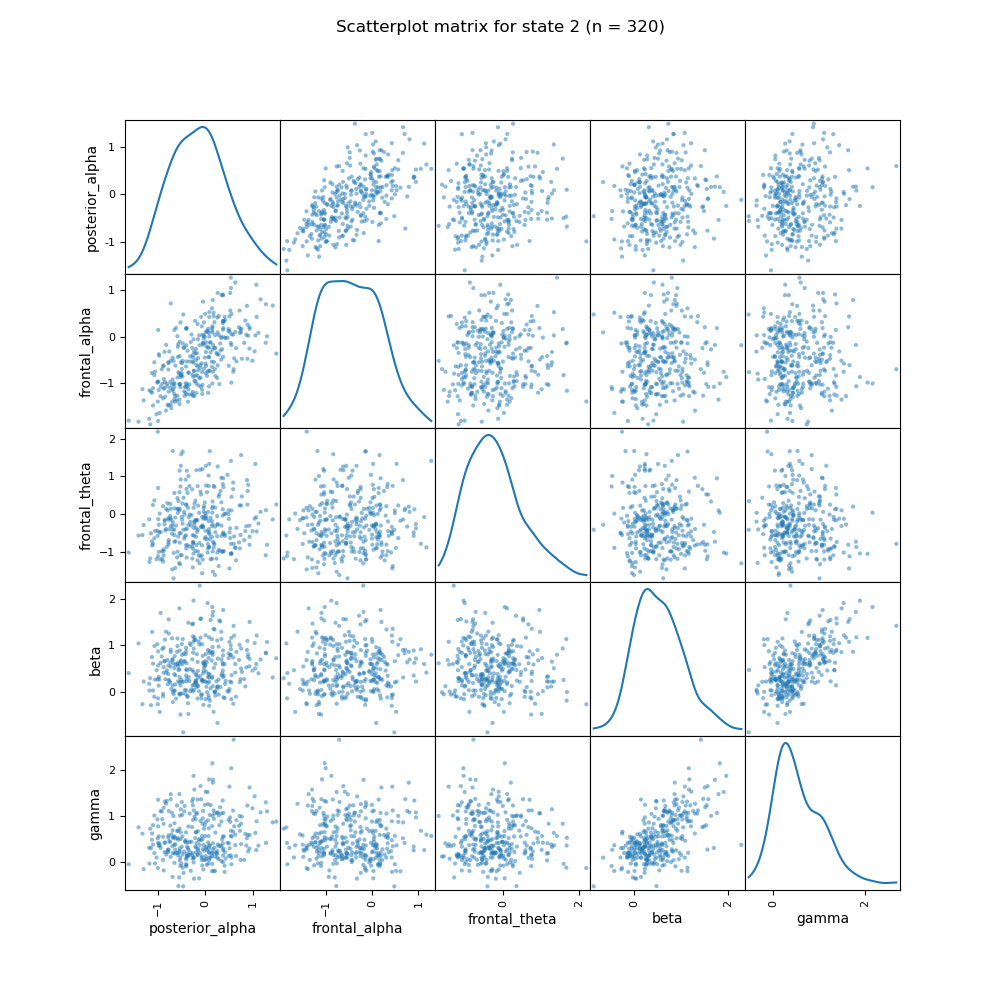 Scatterplot matrix for state 2 (n = 320)
posterior_alpha
1
0
-1
frontal_alpha
1
0
−1
frontal_theta
2
1
0
−1
beta
2
1
0
gamma
2
1
0
−1
0
1
−1
0
1
0
2
0
2
0
2
posterior_alpha
frontal_alpha
frontal_theta
beta
gamma